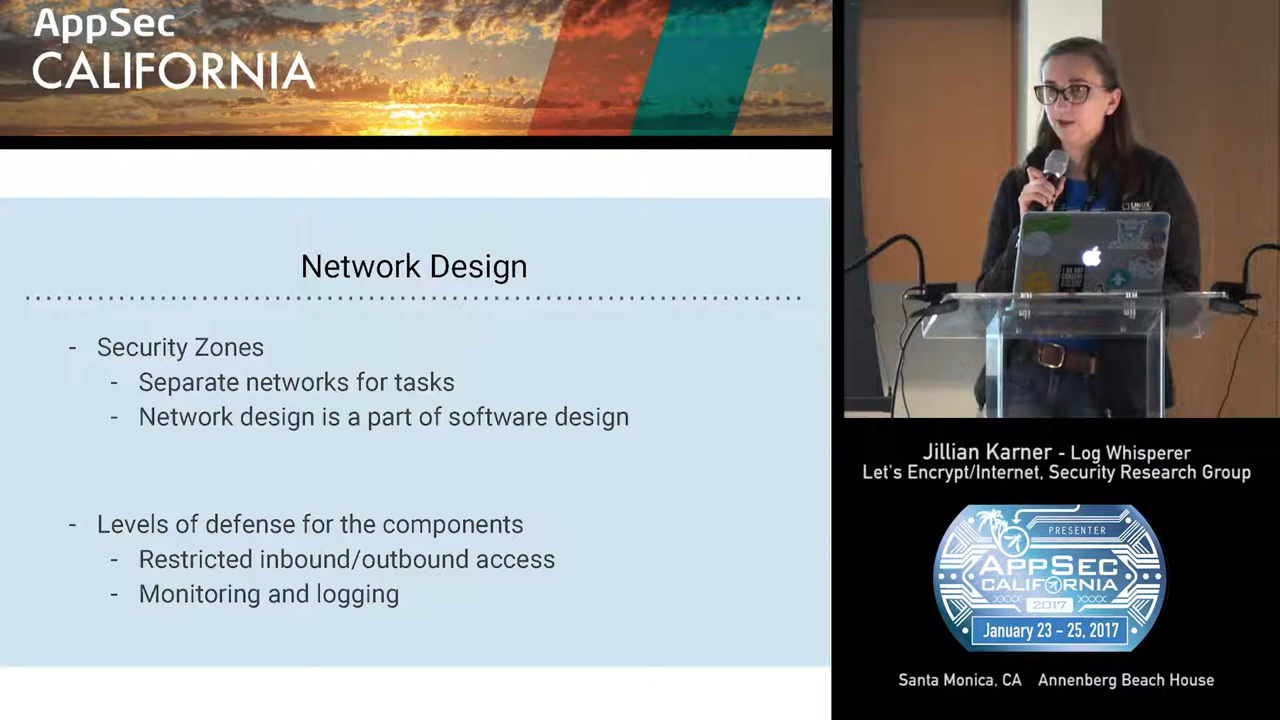 AppSec
CALIFORNIA
Network Design
- Security Zones
- Separate networks for tasks
- Network design is a part of software design
- Levels of defense for the components
- Restricted inbound/outbound access
- Monitoring and logging
Jillian Karner - Log Whisperer
Let's Encrypt/Internet, Security Research Group
PRESENTER
APPSEC
CALIFORNIA
2017
January 23 – 25, 2017
Santa Monica, CA Annenberg Beach House